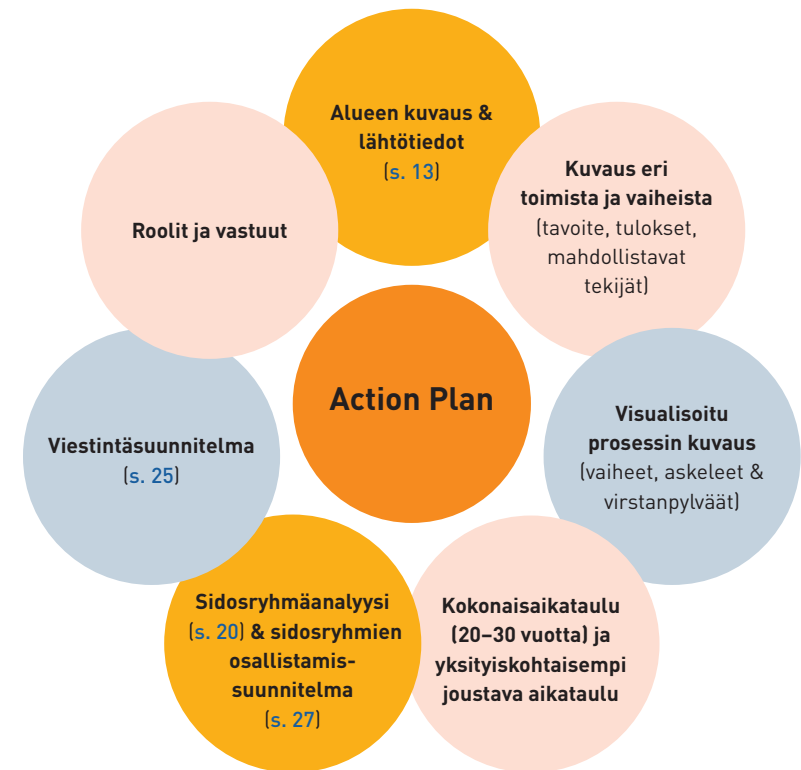 Alueen kuvaus &
lähtötiedot
(s. 13)
Kuvaus eri
toimista ja vaiheista
(tavoite, tulokset,
mahdollistavat
tekijät)
Roolit ja vastuut
Action Plan
Visualisoitu
prosessin kuvaus
(vaiheet, askeleet &
virstanpylväät)
Viestintäsuunnitelma
(s. 25)
Sidosryhmäanalyysi
(s. 20) & sidosryhmien
osallistamis-
suunnitelma
(s. 27)
Kokonaisaikataulu
(20–30 vuotta) ja
yksityiskohtaisempi
joustava aikataulu